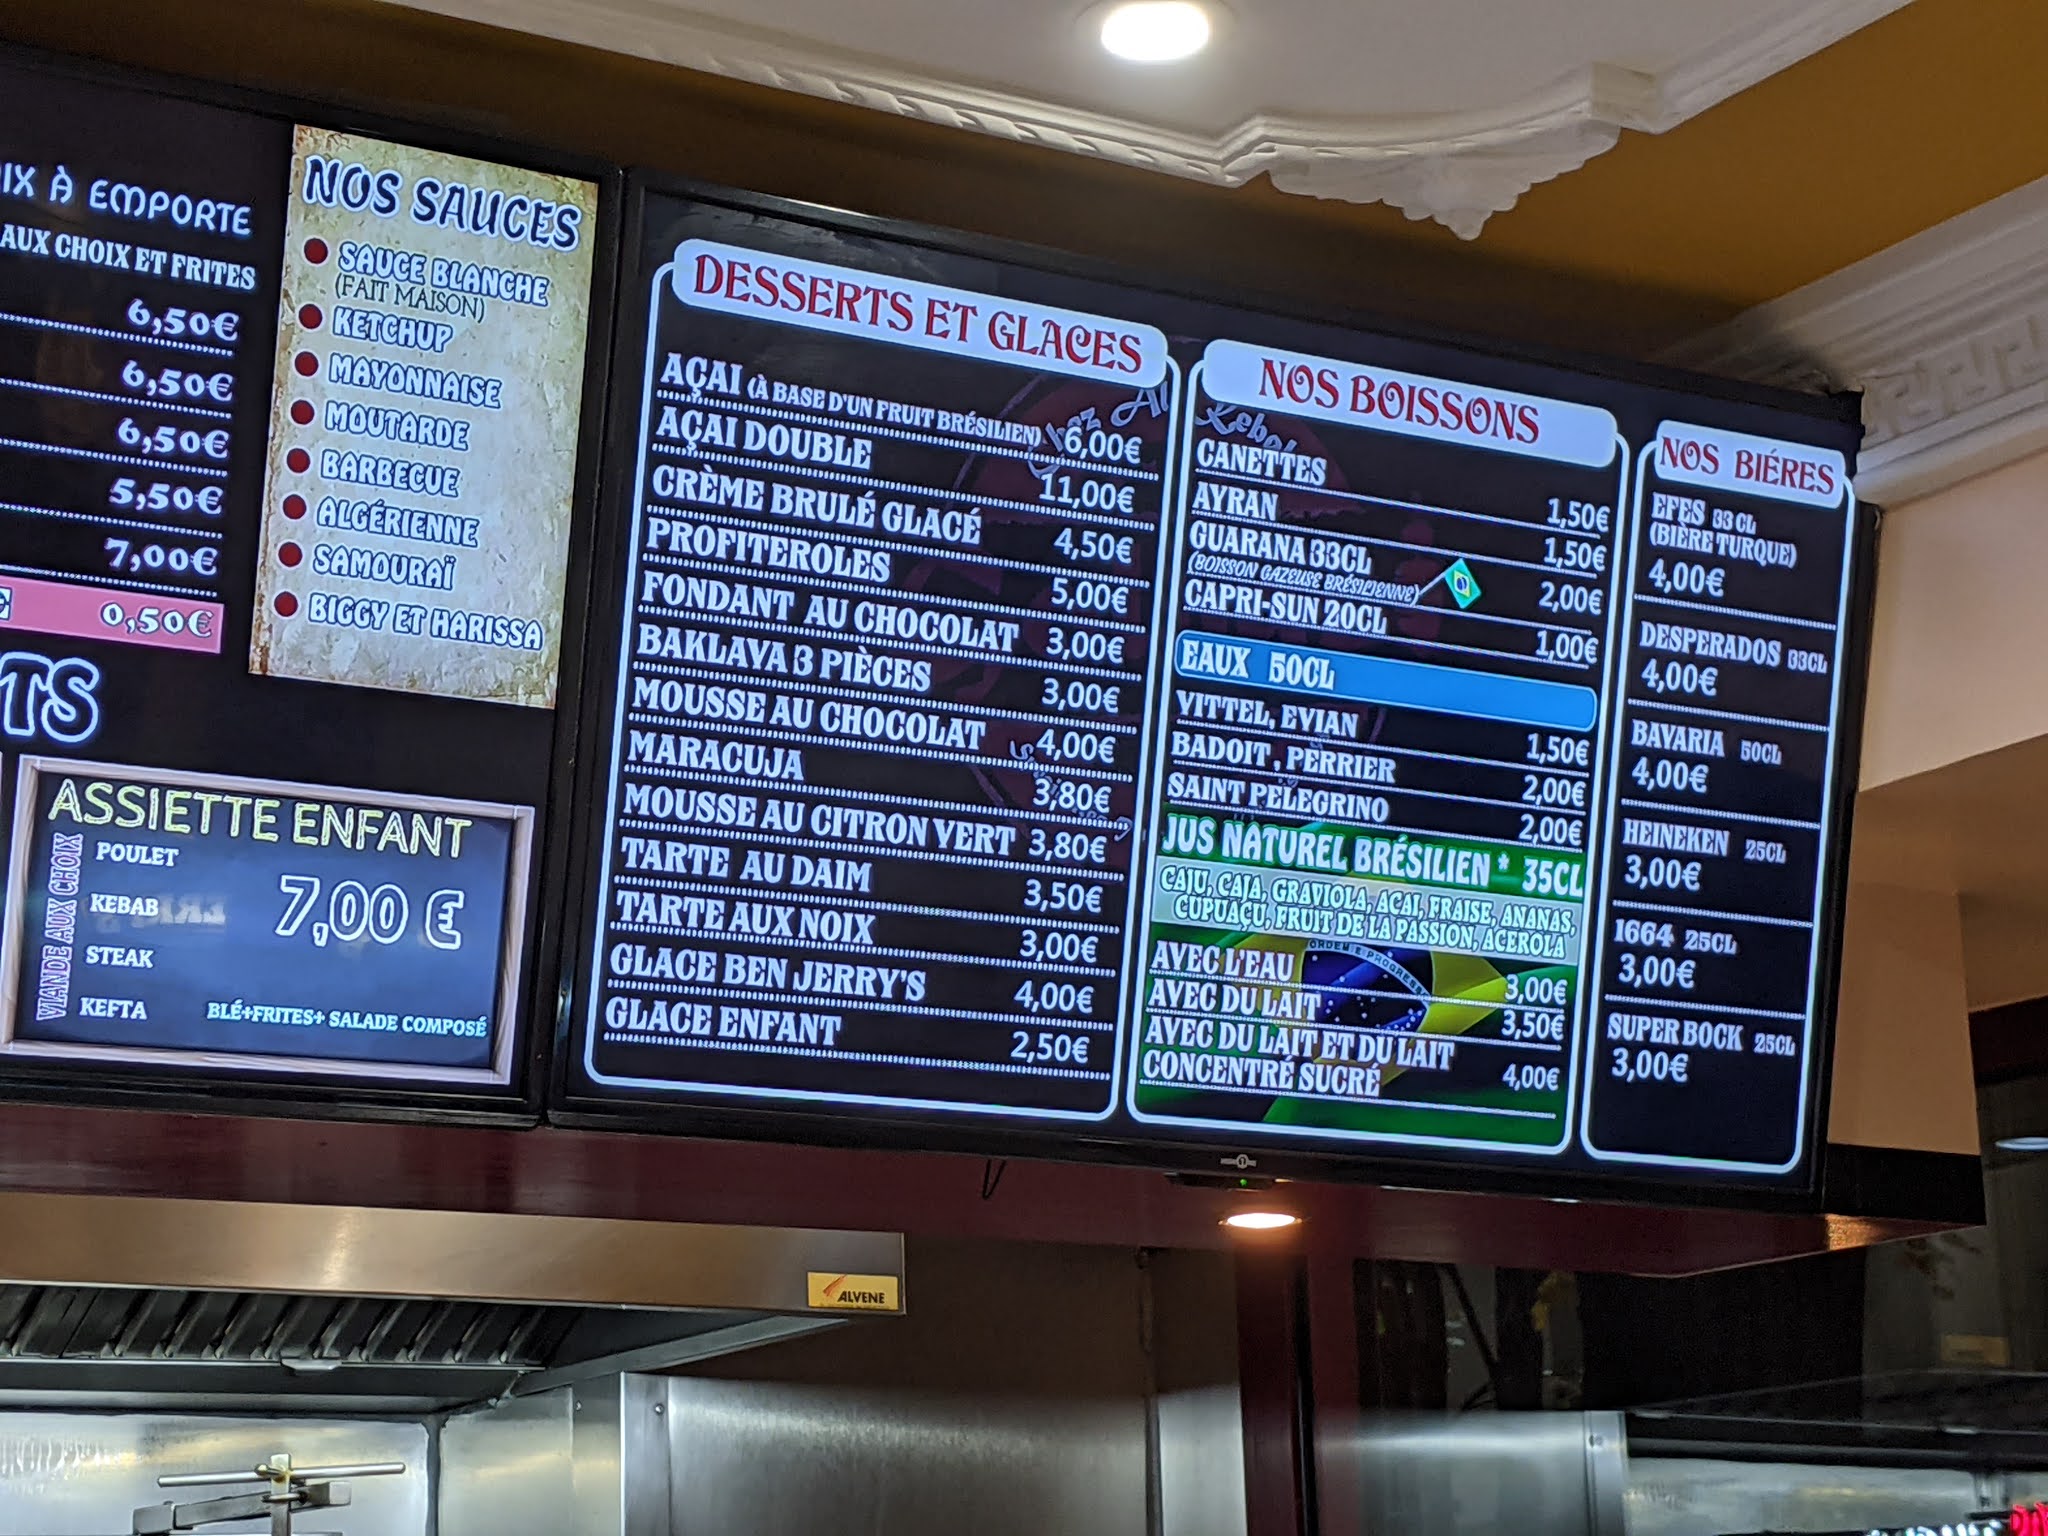 IX À EMPORTE
AUX CHOIX ET FRITES
6,50€
6,50€
6,50€
5,50€
7,00€
E 0,50€
TS
NOS SAUCES
SAUCE BLANCHE
(FAIT MAISON)
KETCHUP
MAYONNAISE
MOUTARDE
BARBECUE
ALGÉRIENNE
SAMOURAÏ
BIGGY ET HARISSA
ASSIETTE ENFANT
VIANDE AUX CHOIX
POULET
KEBAB
STEAK
KEFTA
7,00 €
BLÉ+FRITES+ SALADE COMPOSÉ
DESSERTS ET GLACES
AÇAI (À BASE D'UN FRUIT BRÉSILIEN) 6,00€
AÇAI DOUBLE 11,00€
CRÈME BRULÉ GLACÉ 4,50€
PROFITEROLES 5,00€
FONDANT AU CHOCOLAT 3,00€
BAKLAVA 3 PIÈCES 3,00€
MOUSSE AU CHOCOLAT 4,00€
MARACUJA 3,80€
MOUSSE AU CITRON VERT 3,80€
TARTE AU DAIM 3,50€
TARTE AUX NOIX 3,00€
GLACE BEN JERRY'S 4,00€
GLACE ENFANT 2,50€
NOS BOISSONS
CANETTES 1,50€
AYRAN 1,50€
GUARANA 33CL 2,00€
(BOISSON GAZEUSE BRÉSILIENNE)
CAPRI-SUN 20CL 1,00€
EAUX 50CL
VITTEL, EVIAN 1,50€
BADOIT , PERRIER 2,00€
SAINT PELEGRINO 2,00€
JUS NATUREL BRÉSILIEN * 35CL
CAJU, CAJA, GRAVIOLA, ACAI, FRAISE, ANANAS,
CUPUAÇU, FRUIT DE LA PASSION, ACEROLA
ORDEM E PROGRESS
AVEC L'EAU 3,00€
AVEC DU LAIT 3,50€
AVEC DU LAIT ET DU LAIT
CONCENTRÉ SUCRÉ 4,00€
NOS BIÉRES
EFES 33 CL
(BIÈRE TURQUE)
4,00€
DESPERADOS 33CL
4,00€
BAVARIA 50CL
4,00€
HEINEKEN 25CL
3,00€
1664 25CL
3,00€
SUPER BOCK 25CL
3,00€
ALVENE